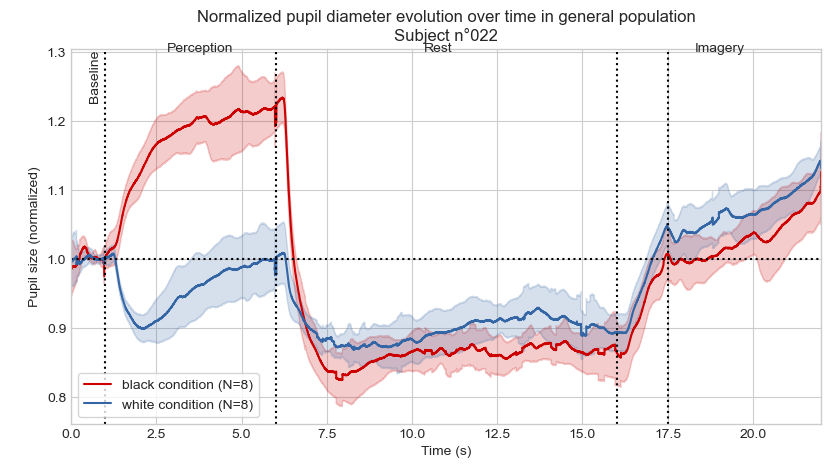 Normalized pupil diameter evolution over time in general population
Subject n°022
Baseline
Perception
Rest
Imagery
1.3
1.2
1.1
1.0
0.9
0.8
Pupil size (normalized)
black condition (N=8)
white condition (N=8)
0.0
2.5
5.0
7.5
10.0
12.5
15.0
17.5
20.0
Time (s)